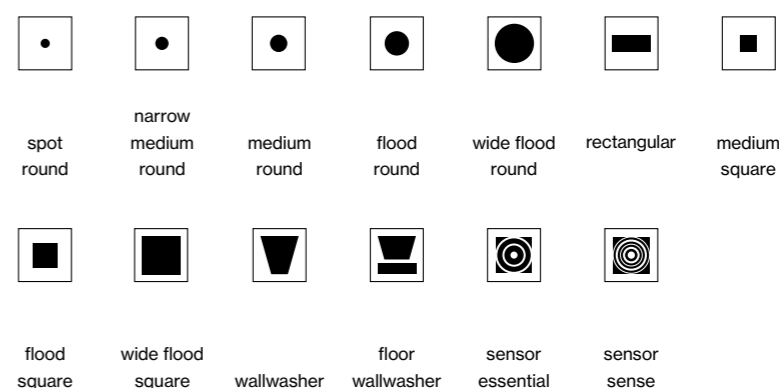 spot
round
narrow
medium
round
medium
round
flood
round
wide flood
round
rectangular
medium
square
flood
square
wide flood
square
wallwasher
floor
wallwasher
sensor
essential
sensor
sense